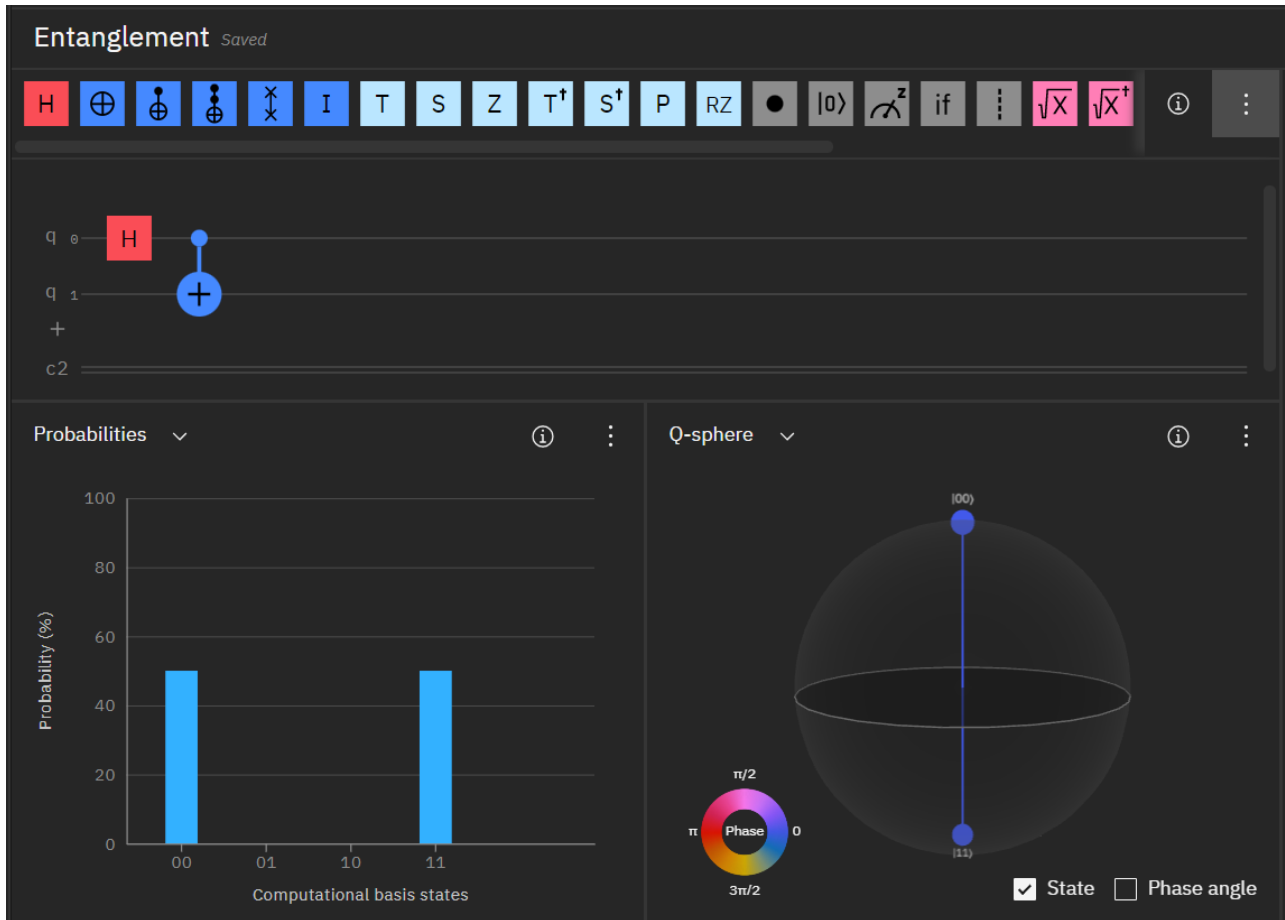 Entanglement Saved
H I T S Z T† S† P RZ |0⟩ z if √X √X†
q 0 H
q 1 +
+
c2
Probabilities
100
80
60
40
20
0
Probability (%)
00 01 10 11
Computational basis states
Q-sphere
|00⟩
|11⟩
π/2
π Phase 0
3π/2
State Phase angle